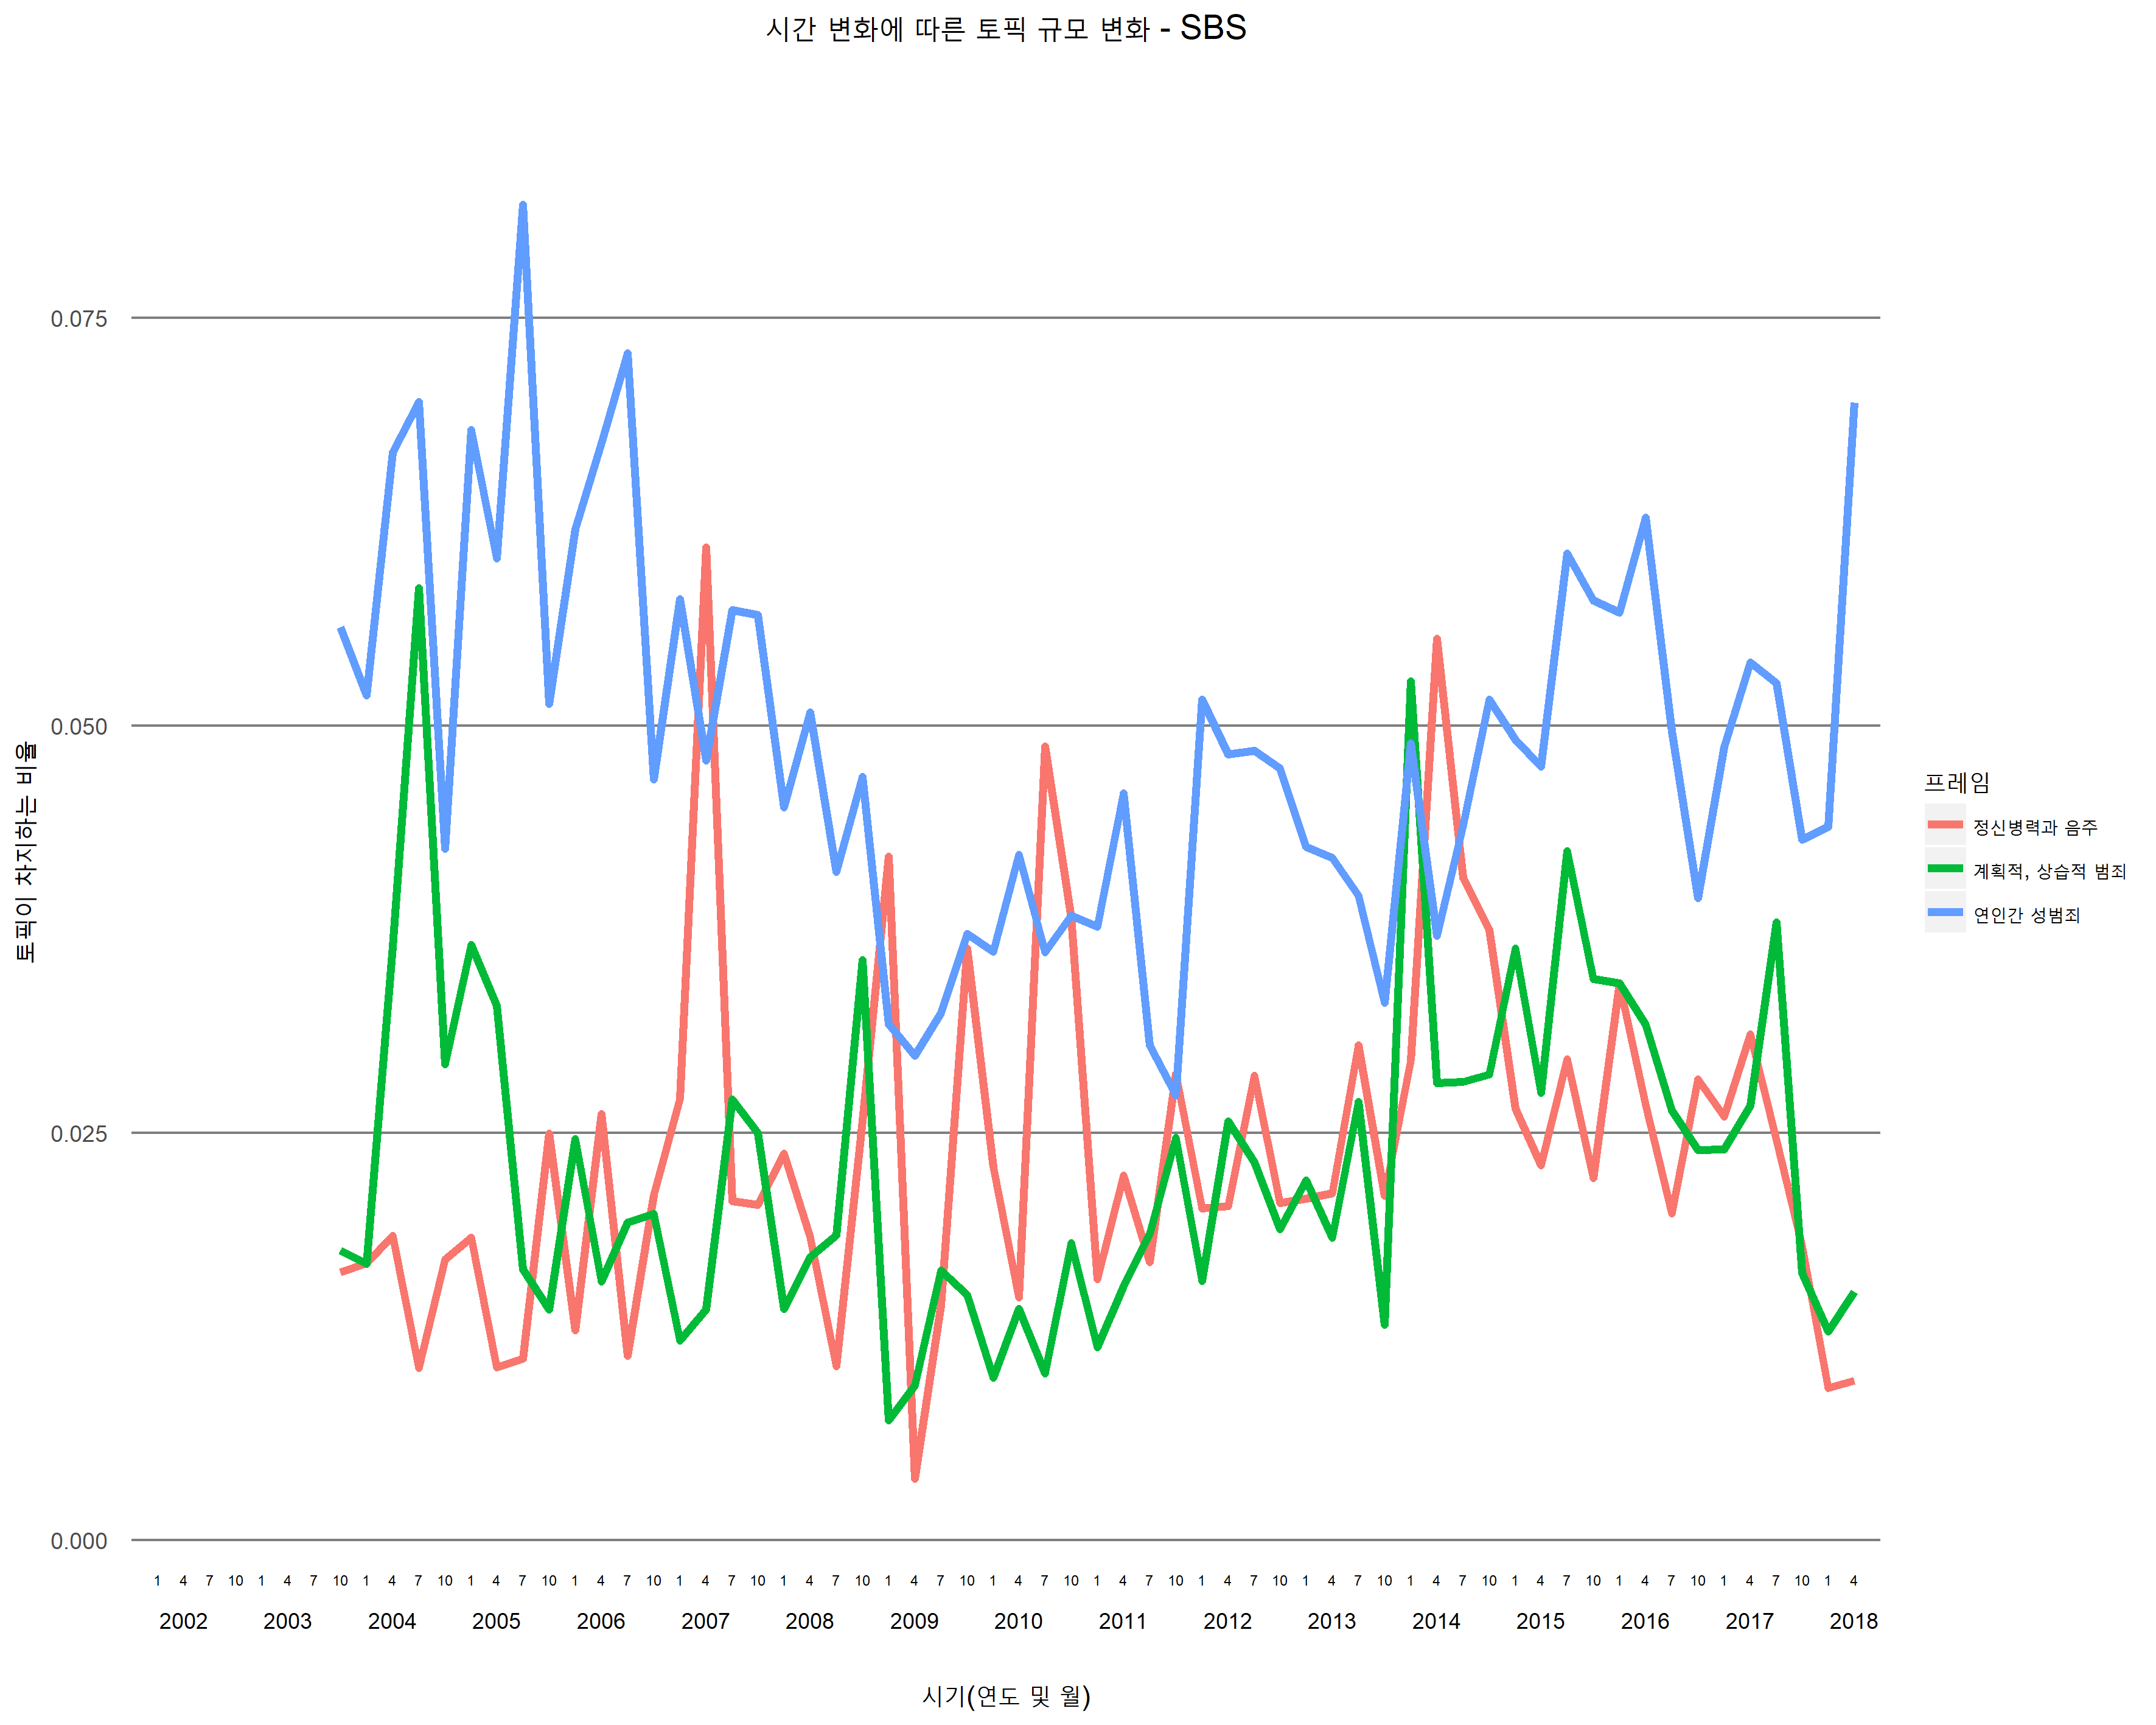 시간 변화에 따른 토픽 규모 변화 - SBS
토픽이 차지하는 비율
0.075
0.050
0.025
0.000
프레임
정신병력과 음주
계획적, 상습적 범죄
연인간 성범죄
1 4 7 10 1 4 7 10 1 4 7 10 1 4 7 10 1 4 7 10 1 4 7 10 1 4 7 10 1 4 7 10 1 4 7 10 1 4 7 10 1 4 7 10 1 4 7 10 1 4 7 10 1 4 7 10 1 4 7 10 1 4 7 10 1 4
2002 2003 2004 2005 2006 2007 2008 2009 2010 2011 2012 2013 2014 2015 2016 2017 2018
시기(연도 및 월)